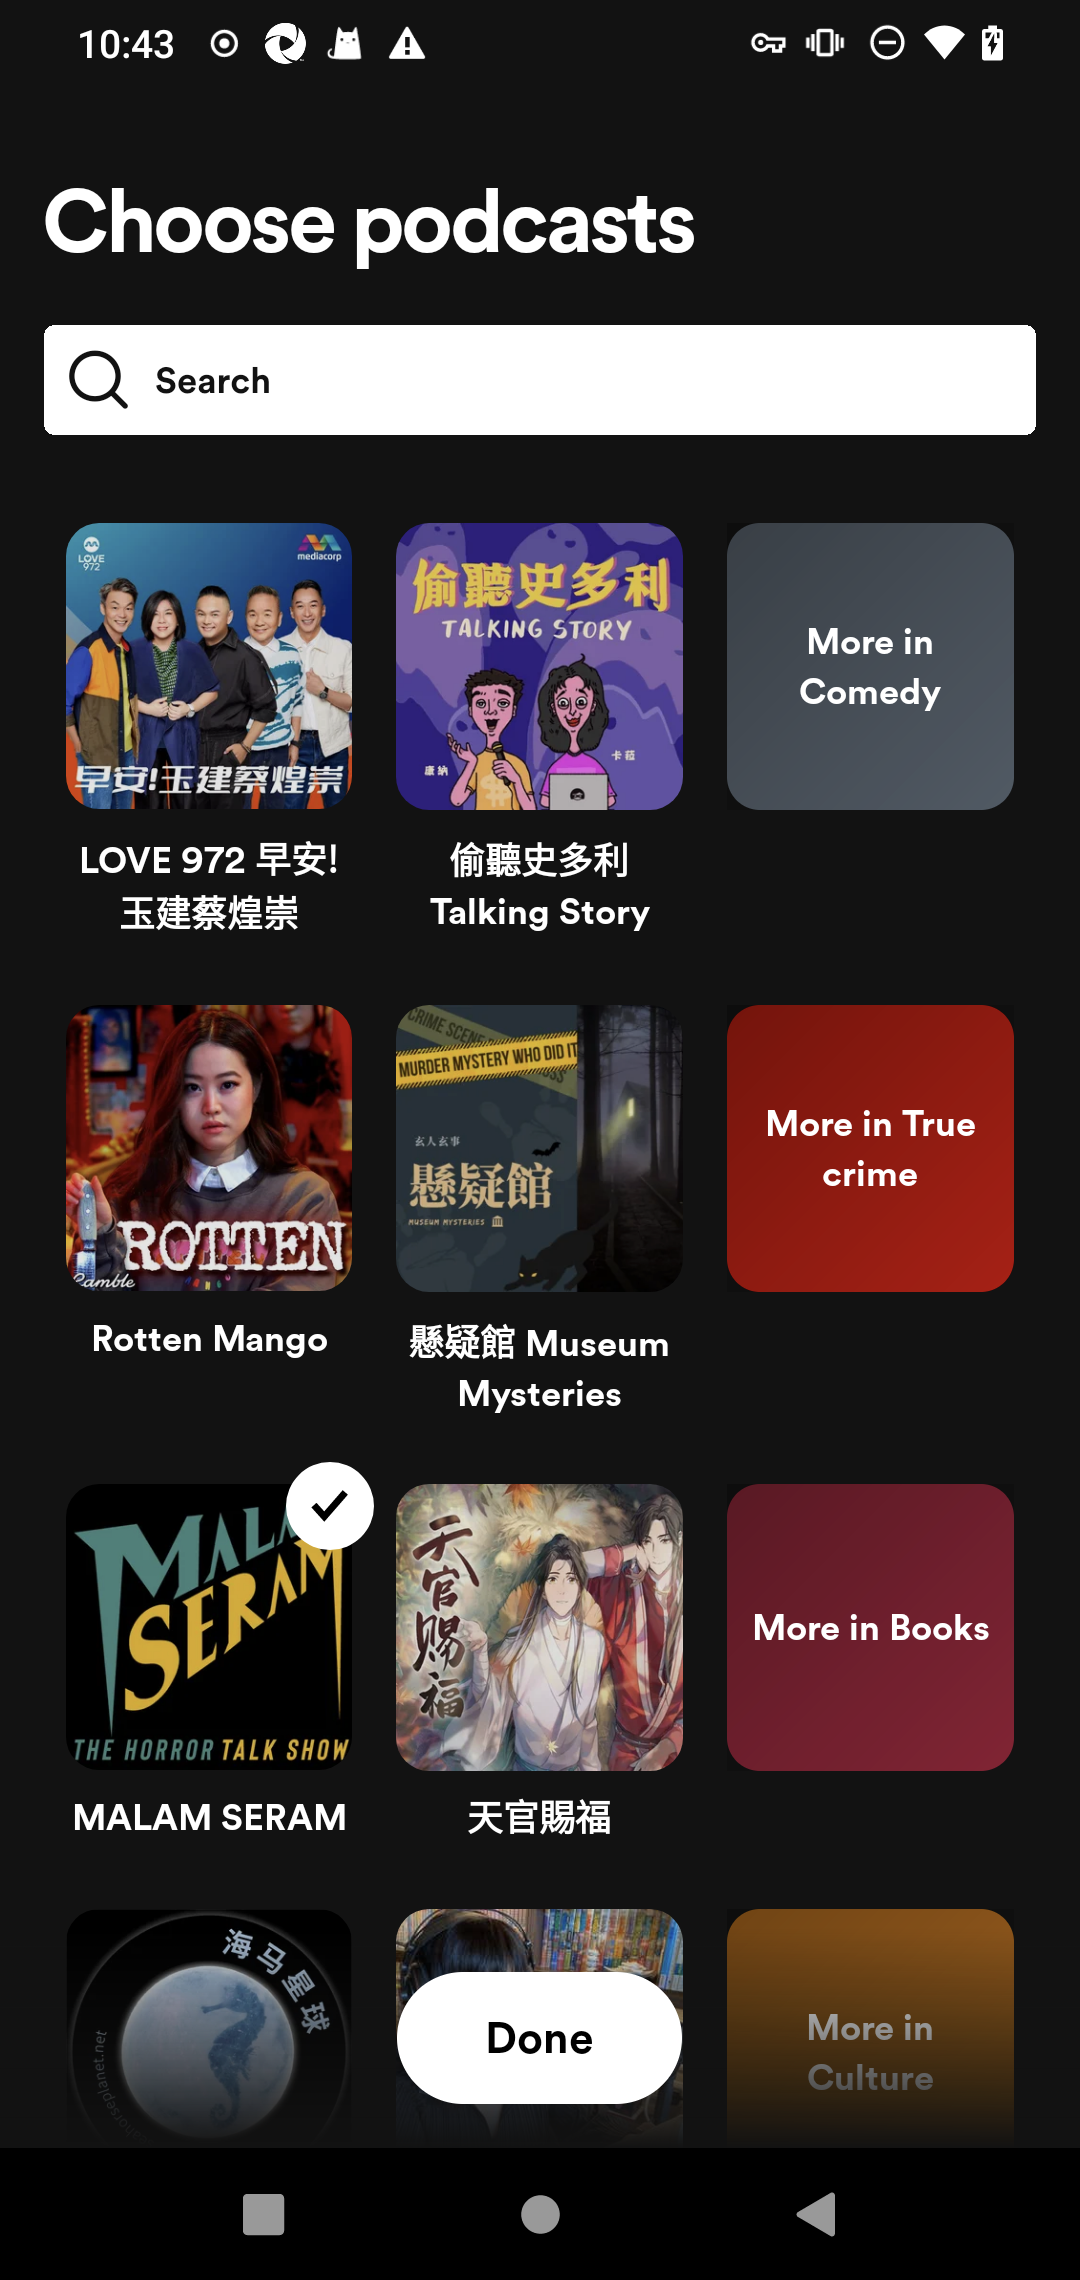 10:43
Choose podcasts
Search
LOVE
972
mediacorp
早安!玉建蔡煌崇
偷聽史多利
TALKING STORY
康納
卡菈
More in
Comedy
LOVE 972 早安!
玉建蔡煌崇
偷聽史多利
Talking Story
ROTTEN
Ramble
CRIME SCENE
MURDER MYSTERY WHO DID IT
玄人玄事
懸疑館
MUSEUM MYSTERIES
More in True
crime
Rotten Mango
懸疑館 Museum
Mysteries
SERAM
THE HORROR TALK SHOW
天官賜福
More in Books
MALAM SERAM
天官賜福
海马星球
Done
More in
Culture